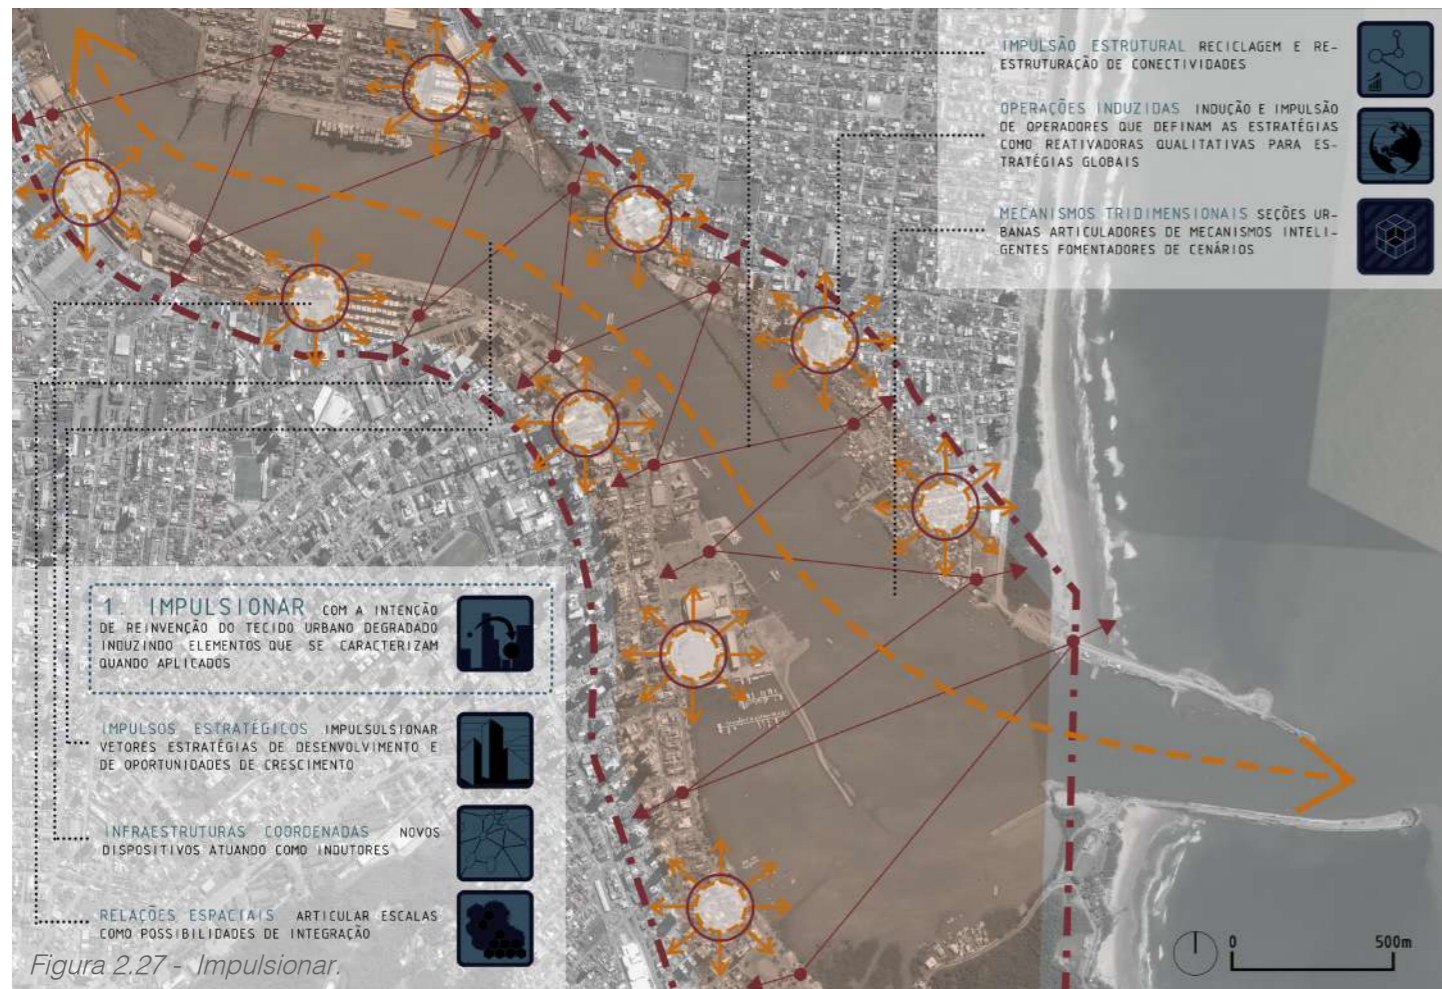 IMPULSÃO ESTRUTURAL RECICLAGEM E RE-
ESTRUTURAÇÃO DE CONECTIVIDADES
OPERAÇÕES INDUZIDAS INDUÇÃO E IMPULSÃO
DE OPERADORES QUE DEFINAM AS ESTRATÉGIAS
COMO REATIVADORAS QUALITATIVAS PARA ES-
TRATÉGIAS GLOBAIS
MECANISMOS TRIDIMENSIONAIS SEÇÕES UR-
BANAS ARTICULADORES DE MECANISMOS INTELI-
GENTES FOMENTADORES DE CENÁRIOS
1. IMPULSIONAR COM A INTENÇÃO
DE REINVENÇÃO DO TECIDO URBANO DEGRADADO
INDUZINDO ELEMENTOS QUE SE CARACTERIZAM
QUANDO APLICADOS
IMPULSOS ESTRATÉGICOS IMPULSULSIONAR
VETORES ESTRATÉGIAS DE DESENVOLVIMENTO E
DE OPORTUNIDADES DE CRESCIMENTO
INFRAESTRUTURAS COORDENADAS NOVOS
DISPOSITIVOS ATUANDO COMO INDUTORES
RELAÇÕES ESPACIAIS ARTICULAR ESCALAS
COMO POSSIBILIDADES DE INTEGRAÇÃO
Figura 2.27 - Impulsionar.
0 500m